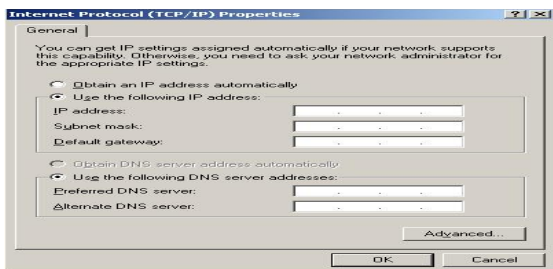 Internet Protocol (TCP/IP) Properties
General
You can get IP settings assigned automatically if your network supports
this capability. Otherwise, you need to ask your network administrator for
the appropriate IP settings.
Obtain an IP address automatically
Use the following IP address:
IP address:
Subnet mask:
Default gateway:
Obtain DNS server address automatically
Use the following DNS server addresses:
Preferred DNS server:
Alternate DNS server:
Advanced...
OK Cancel